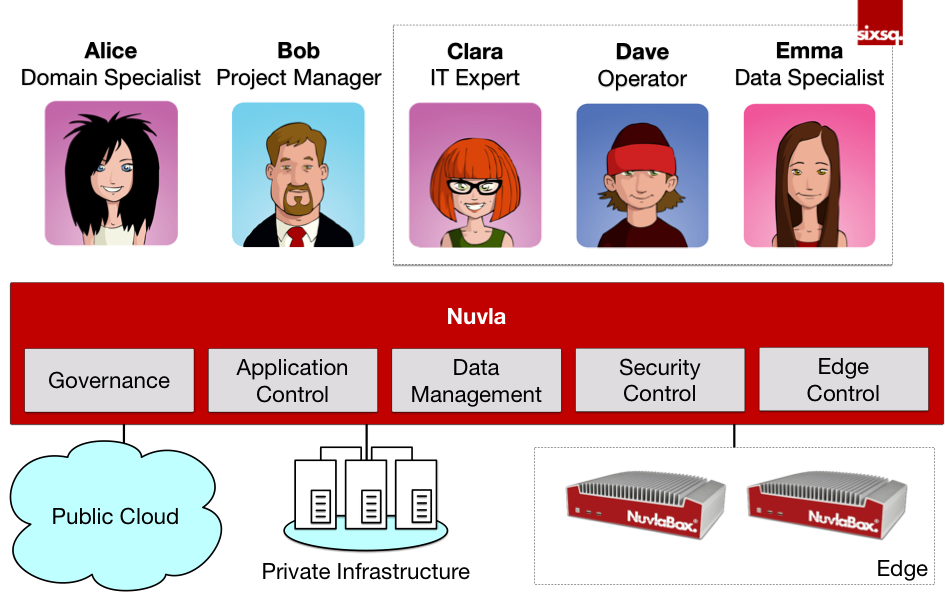 sixsq.
Alice
Domain Specialist
Bob
Project Manager
Clara
IT Expert
Dave
Operator
Emma
Data Specialist
Nuvla
Governance
Application
Control
Data
Management
Security
Control
Edge
Control
Public Cloud
Private Infrastructure
NuvlaBox®
NuvlaBox®
Edge